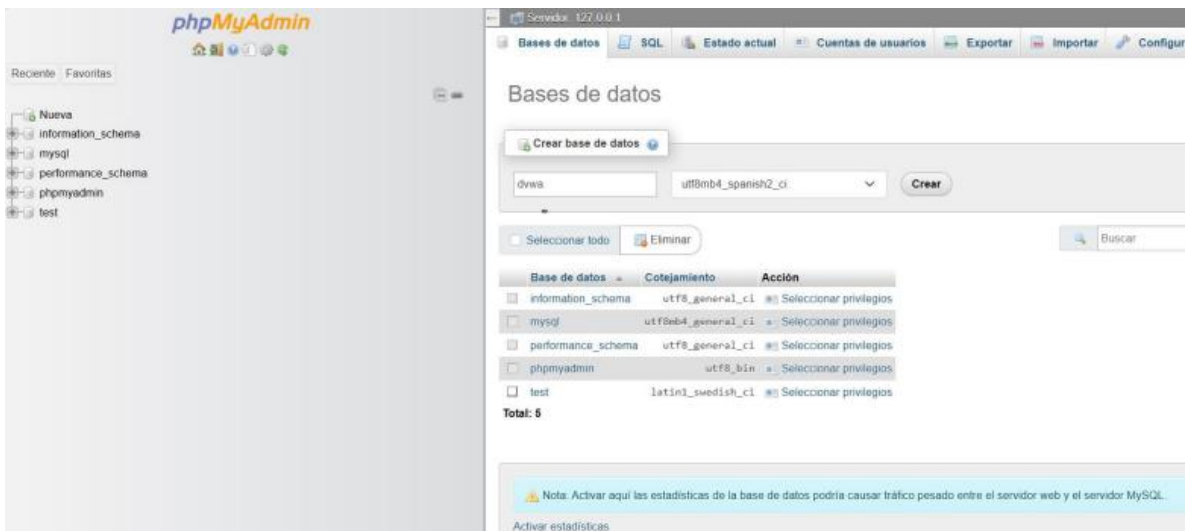 phpMyAdmin
Reciente Favoritas
Nueva
information_schema
mysql
performance_schema
phpmyadmin
test
Servidor: 127.0.0.1
Bases de datos SQL Estado actual Cuentas de usuarios Exportar Importar Configur
Bases de datos
Crear base de datos
dvwa utf8mb4_spanish2_ci Crear
Seleccionar todo Eliminar Buscar
Base de datos Cotejamiento Acción
information_schema utf8_general_ci Seleccionar privilegios
mysql utf8mb4_general_ci Seleccionar privilegios
performance_schema utf8_general_ci Seleccionar privilegios
phpmyadmin utf8_bin Seleccionar privilegios
test latin1_swedish_ci Seleccionar privilegios
Total: 5
Nota: Activar aquí las estadísticas de la base de datos podría causar tráfico pesado entre el servidor web y el servidor MySQL.
Activar estadísticas